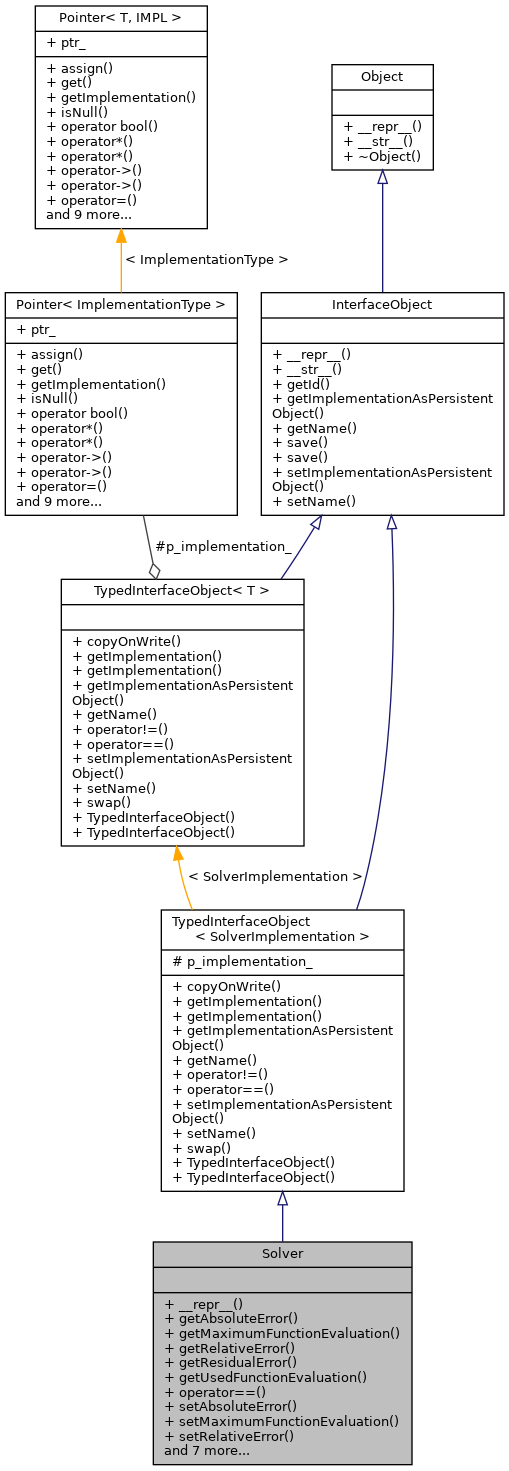 Pointer< T, IMPL >
+ ptr_
+ assign()
+ get()
+ getImplementation()
+ isNull()
+ operator bool()
+ operator*()
+ operator*()
+ operator->()
+ operator->()
+ operator=()
and 9 more...
Object
+ __repr__()
+ __str__()
+ ~Object()
< ImplementationType >
Pointer< ImplementationType >
+ ptr_
+ assign()
+ get()
+ getImplementation()
+ isNull()
+ operator bool()
+ operator*()
+ operator*()
+ operator->()
+ operator->()
+ operator=()
and 9 more...
InterfaceObject
+ __repr__()
+ __str__()
+ getId()
+ getImplementationAsPersistent
Object()
+ getName()
+ save()
+ save()
+ setImplementationAsPersistent
Object()
+ setName()
#p_implementation_
TypedInterfaceObject< T >
+ copyOnWrite()
+ getImplementation()
+ getImplementation()
+ getImplementationAsPersistent
Object()
+ getName()
+ operator!=()
+ operator==()
+ setImplementationAsPersistent
Object()
+ setName()
+ swap()
+ TypedInterfaceObject()
+ TypedInterfaceObject()
< SolverImplementation >
TypedInterfaceObject
< SolverImplementation >
# p_implementation_
+ copyOnWrite()
+ getImplementation()
+ getImplementation()
+ getImplementationAsPersistent
Object()
+ getName()
+ operator!=()
+ operator==()
+ setImplementationAsPersistent
Object()
+ setName()
+ swap()
+ TypedInterfaceObject()
+ TypedInterfaceObject()
Solver
+ __repr__()
+ getAbsoluteError()
+ getMaximumFunctionEvaluation()
+ getRelativeError()
+ getResidualError()
+ getUsedFunctionEvaluation()
+ operator==()
+ setAbsoluteError()
+ setMaximumFunctionEvaluation()
+ setRelativeError()
and 7 more...